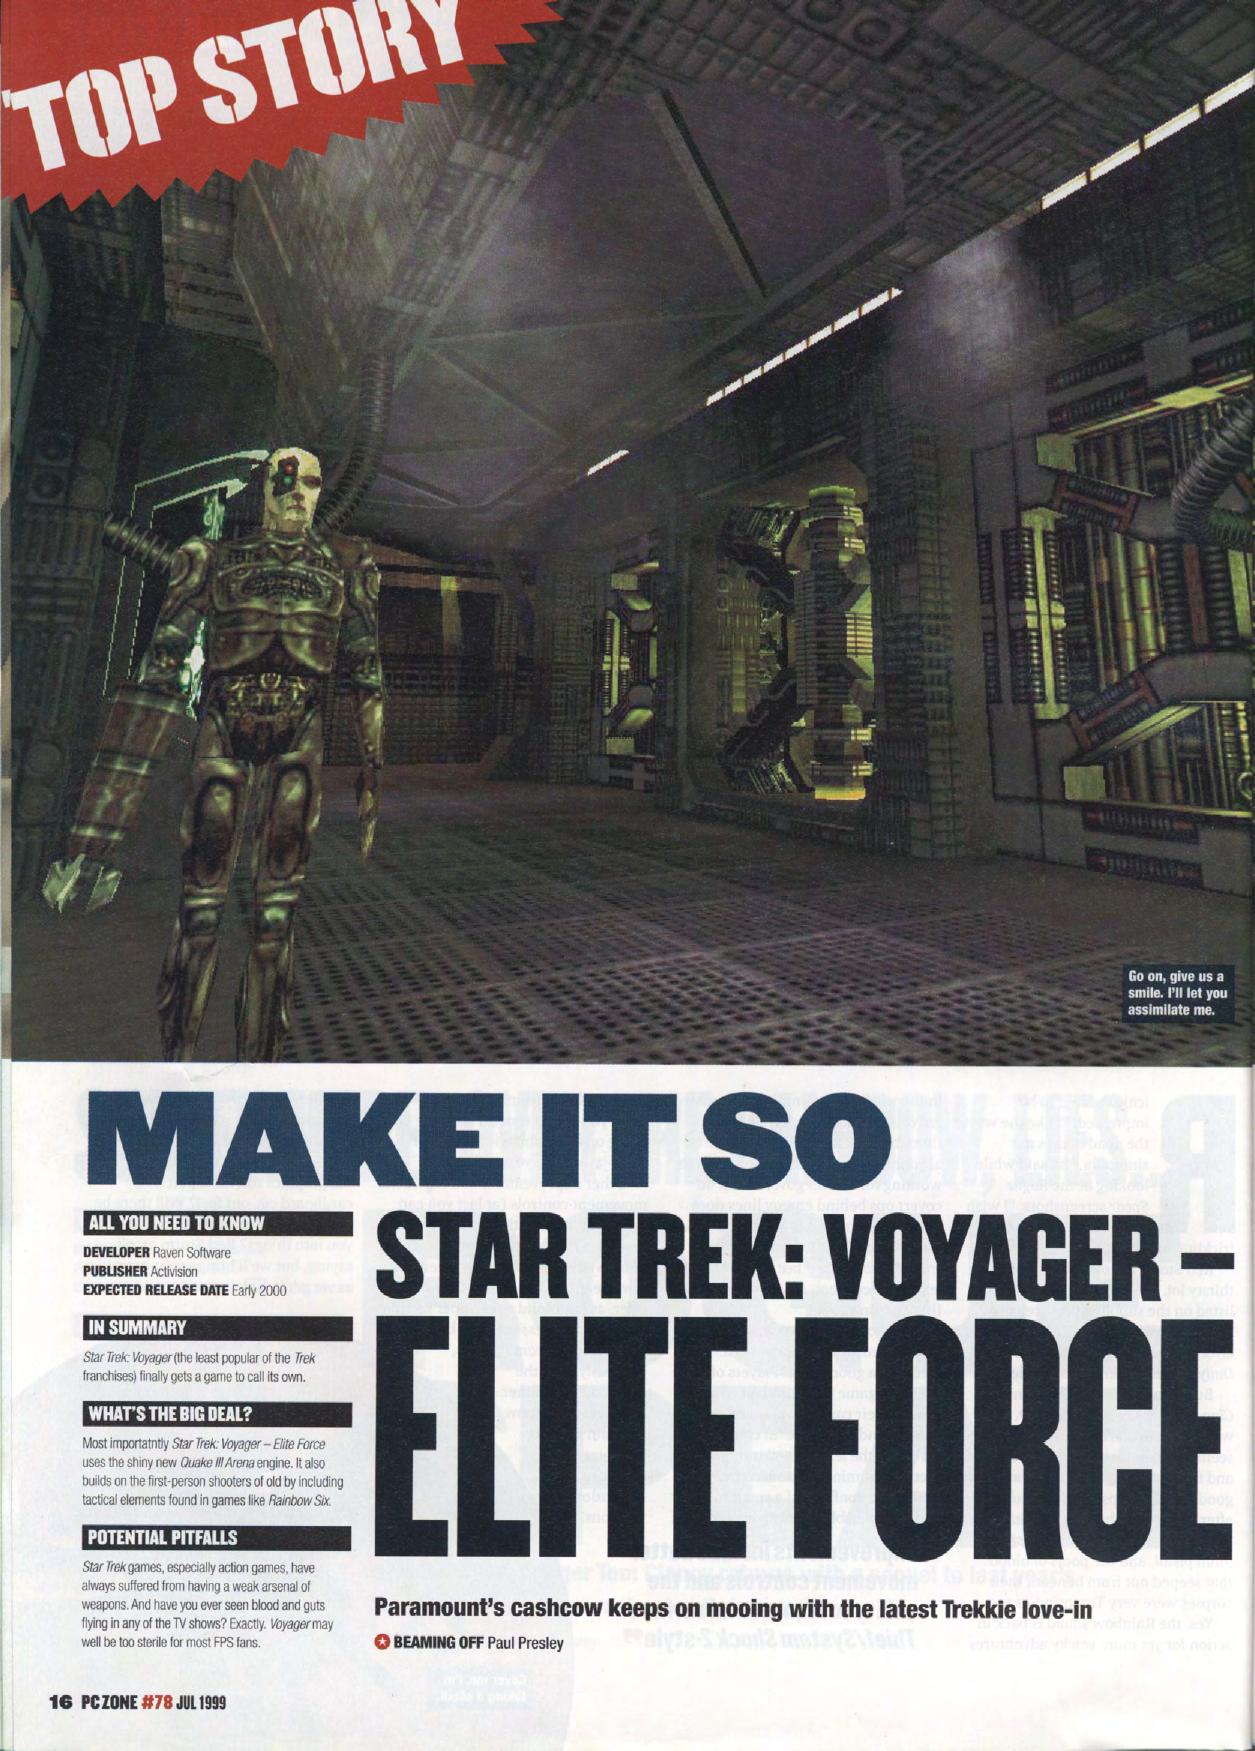 TOP STORY
Go on, give us a
smile. I'll let you
assimilate me.
MAKE IT SO
STAR TREK: VOYAGER –
ELITE FORCE
ALL YOU NEED TO KNOW
DEVELOPER Raven Software
PUBLISHER Activision
EXPECTED RELEASE DATE Early 2000
IN SUMMARY
Star Trek: Voyager (the least popular of the Trek
franchises) finally gets a game to call its own.
WHAT'S THE BIG DEAL?
Most importatntly Star Trek: Voyager – Elite Force
uses the shiny new Quake III Arena engine. It also
builds on the first-person shooters of old by including
tactical elements found in games like Rainbow Six.
POTENTIAL PITFALLS
Star Trek games, especially action games, have
always suffered from having a weak arsenal of
weapons. And have you ever seen blood and guts
flying in any of the TV shows? Exactly. Voyager may
well be too sterile for most FPS fans.
Paramount's cashcow keeps on mooing with the latest Trekkie love-in
BEAMING OFF Paul Presley
16 PCZONE #78 JUL 1999